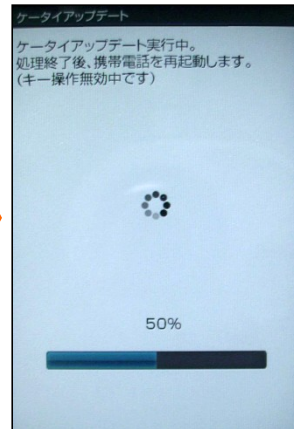 ケータイアップデート
ケータイアップデート実行中。
処理終了後、携帯電話を再起動します。
(キー操作無効中です)
50%